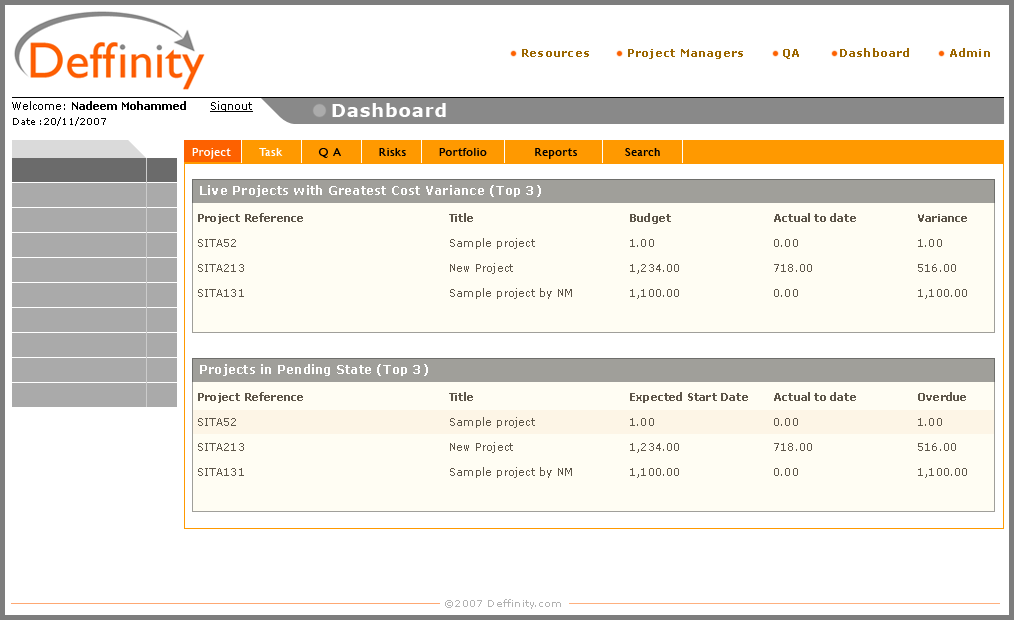 Deffinity
Resources Project Managers QA Dashboard Admin
Welcome: Nadeem Mohammed Signout
Date :20/11/2007
Dashboard
Project Task Q A Risks Portfolio Reports Search
Live Projects with Greatest Cost Variance (Top 3)
Project Reference Title Budget Actual to date Variance
SITA52 Sample project 1.00 0.00 1.00
SITA213 New Project 1,234.00 718.00 516.00
SITA131 Sample project by NM 1,100.00 0.00 1,100.00
Projects in Pending State (Top 3)
Project Reference Title Expected Start Date Actual to date Overdue
SITA52 Sample project 1.00 0.00 1.00
SITA213 New Project 1,234.00 718.00 516.00
SITA131 Sample project by NM 1,100.00 0.00 1,100.00
©2007 Deffinity.com